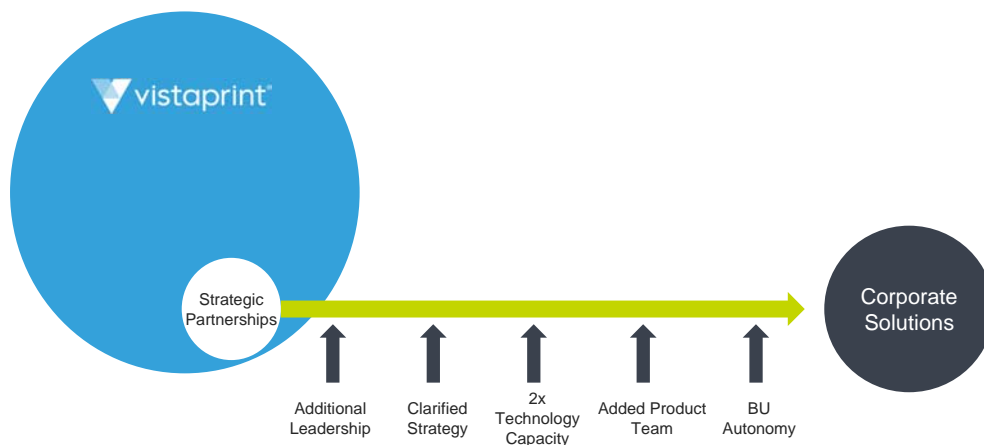 vistaprint®
Strategic
Partnerships
Corporate
Solutions
Additional
Leadership
Clarified
Strategy
2x
Technology
Capacity
Added Product
Team
BU
Autonomy